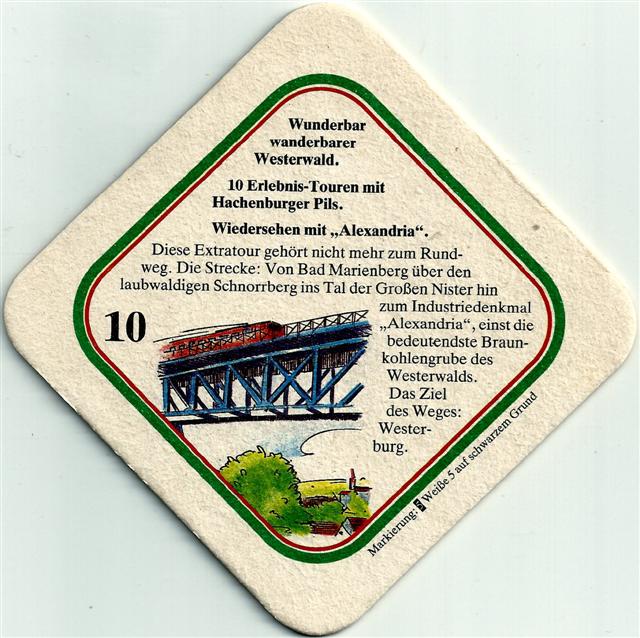 Wunderbar
wanderbarer
Westerwald.
10 Erlebnis-Touren mit
Hachenburger Pils.
Wiedersehen mit „Alexandria“.
Diese Extratour gehört nicht mehr zum Rund-
weg. Die Strecke: Von Bad Marienberg über den
laubwaldigen Schnorrberg ins Tal der Großen Nister hin
zum Industriedenkmal
„Alexandria“, einst die
bedeutendste Braun-
kohlengrube des
Westerwalds.
Das Ziel
des Weges:
Wester-
burg.
10
Markierung: 5 Weiße 5 auf schwarzem Grund